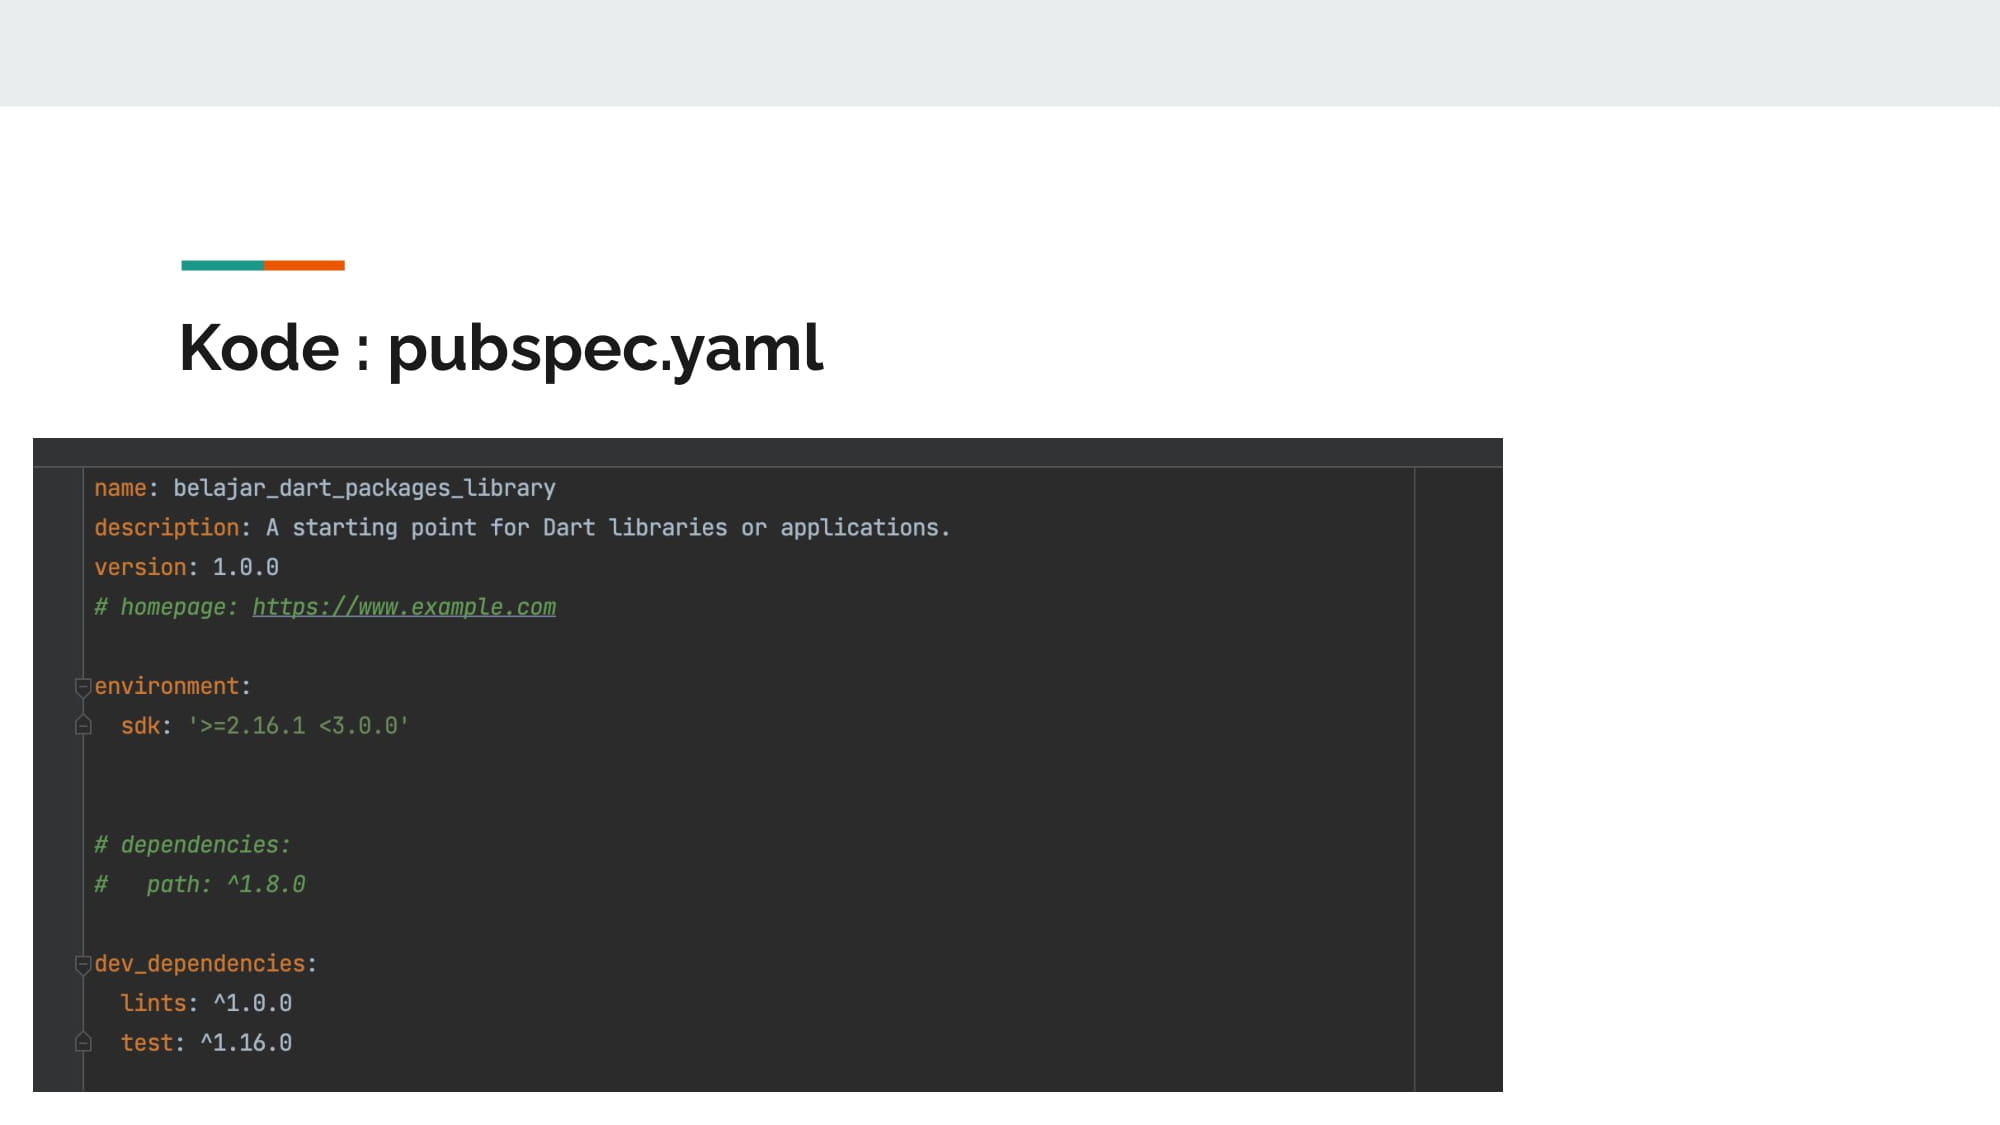 Kode : pubspec.yaml
name: belajar_dart_packages_library
description: A starting point for Dart libraries or applications.
version: 1.0.0
# homepage: https://www.example.com
environment:
  sdk: '>=2.16.1 <3.0.0'
# dependencies:
#   path: ^1.8.0
dev_dependencies:
  lints: ^1.0.0
  test: ^1.16.0